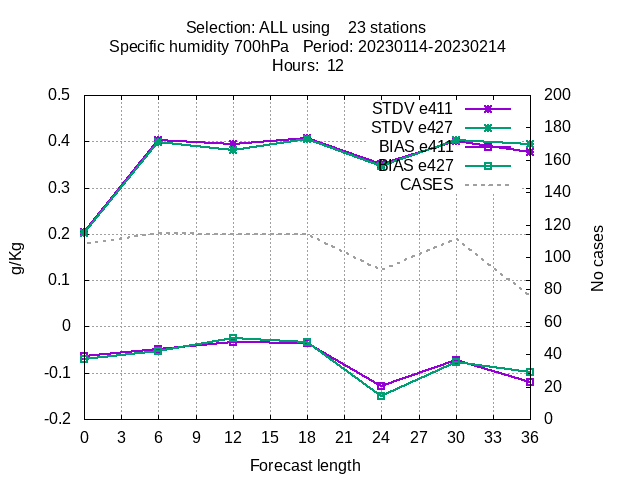 Selection: ALL using 23 stations
Specific humidity 700hPa Period: 20230114-20230214
Hours: 12
STDV e411
STDV e427
BIAS e411
BIAS e427
CASES
0.5
0.4
0.3
0.2
0.1
0
-0.1
-0.2
g/Kg
200
180
160
140
120
100
80
60
40
20
0
No cases
0 3 6 9 12 15 18 21 24 27 30 33 36
Forecast length